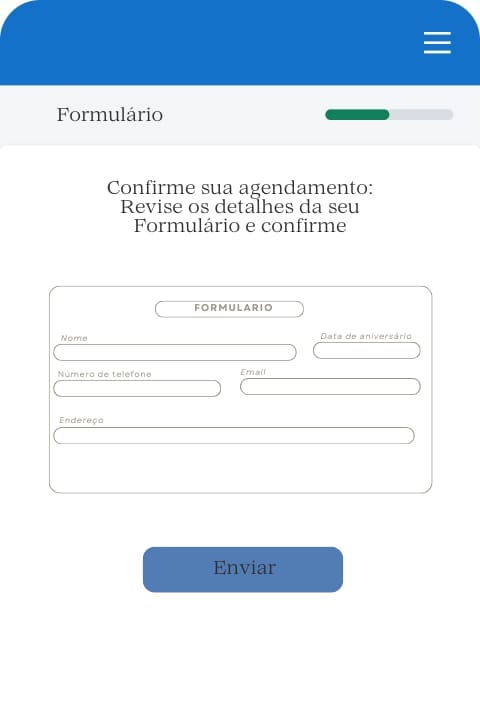 Formulário
Confirme sua agendamento:
Revise os detalhes da seu
Formulário e confirme
FORMULARIO
Nome
Data de aniversário
Número de telefone
Email
Endereço
Enviar